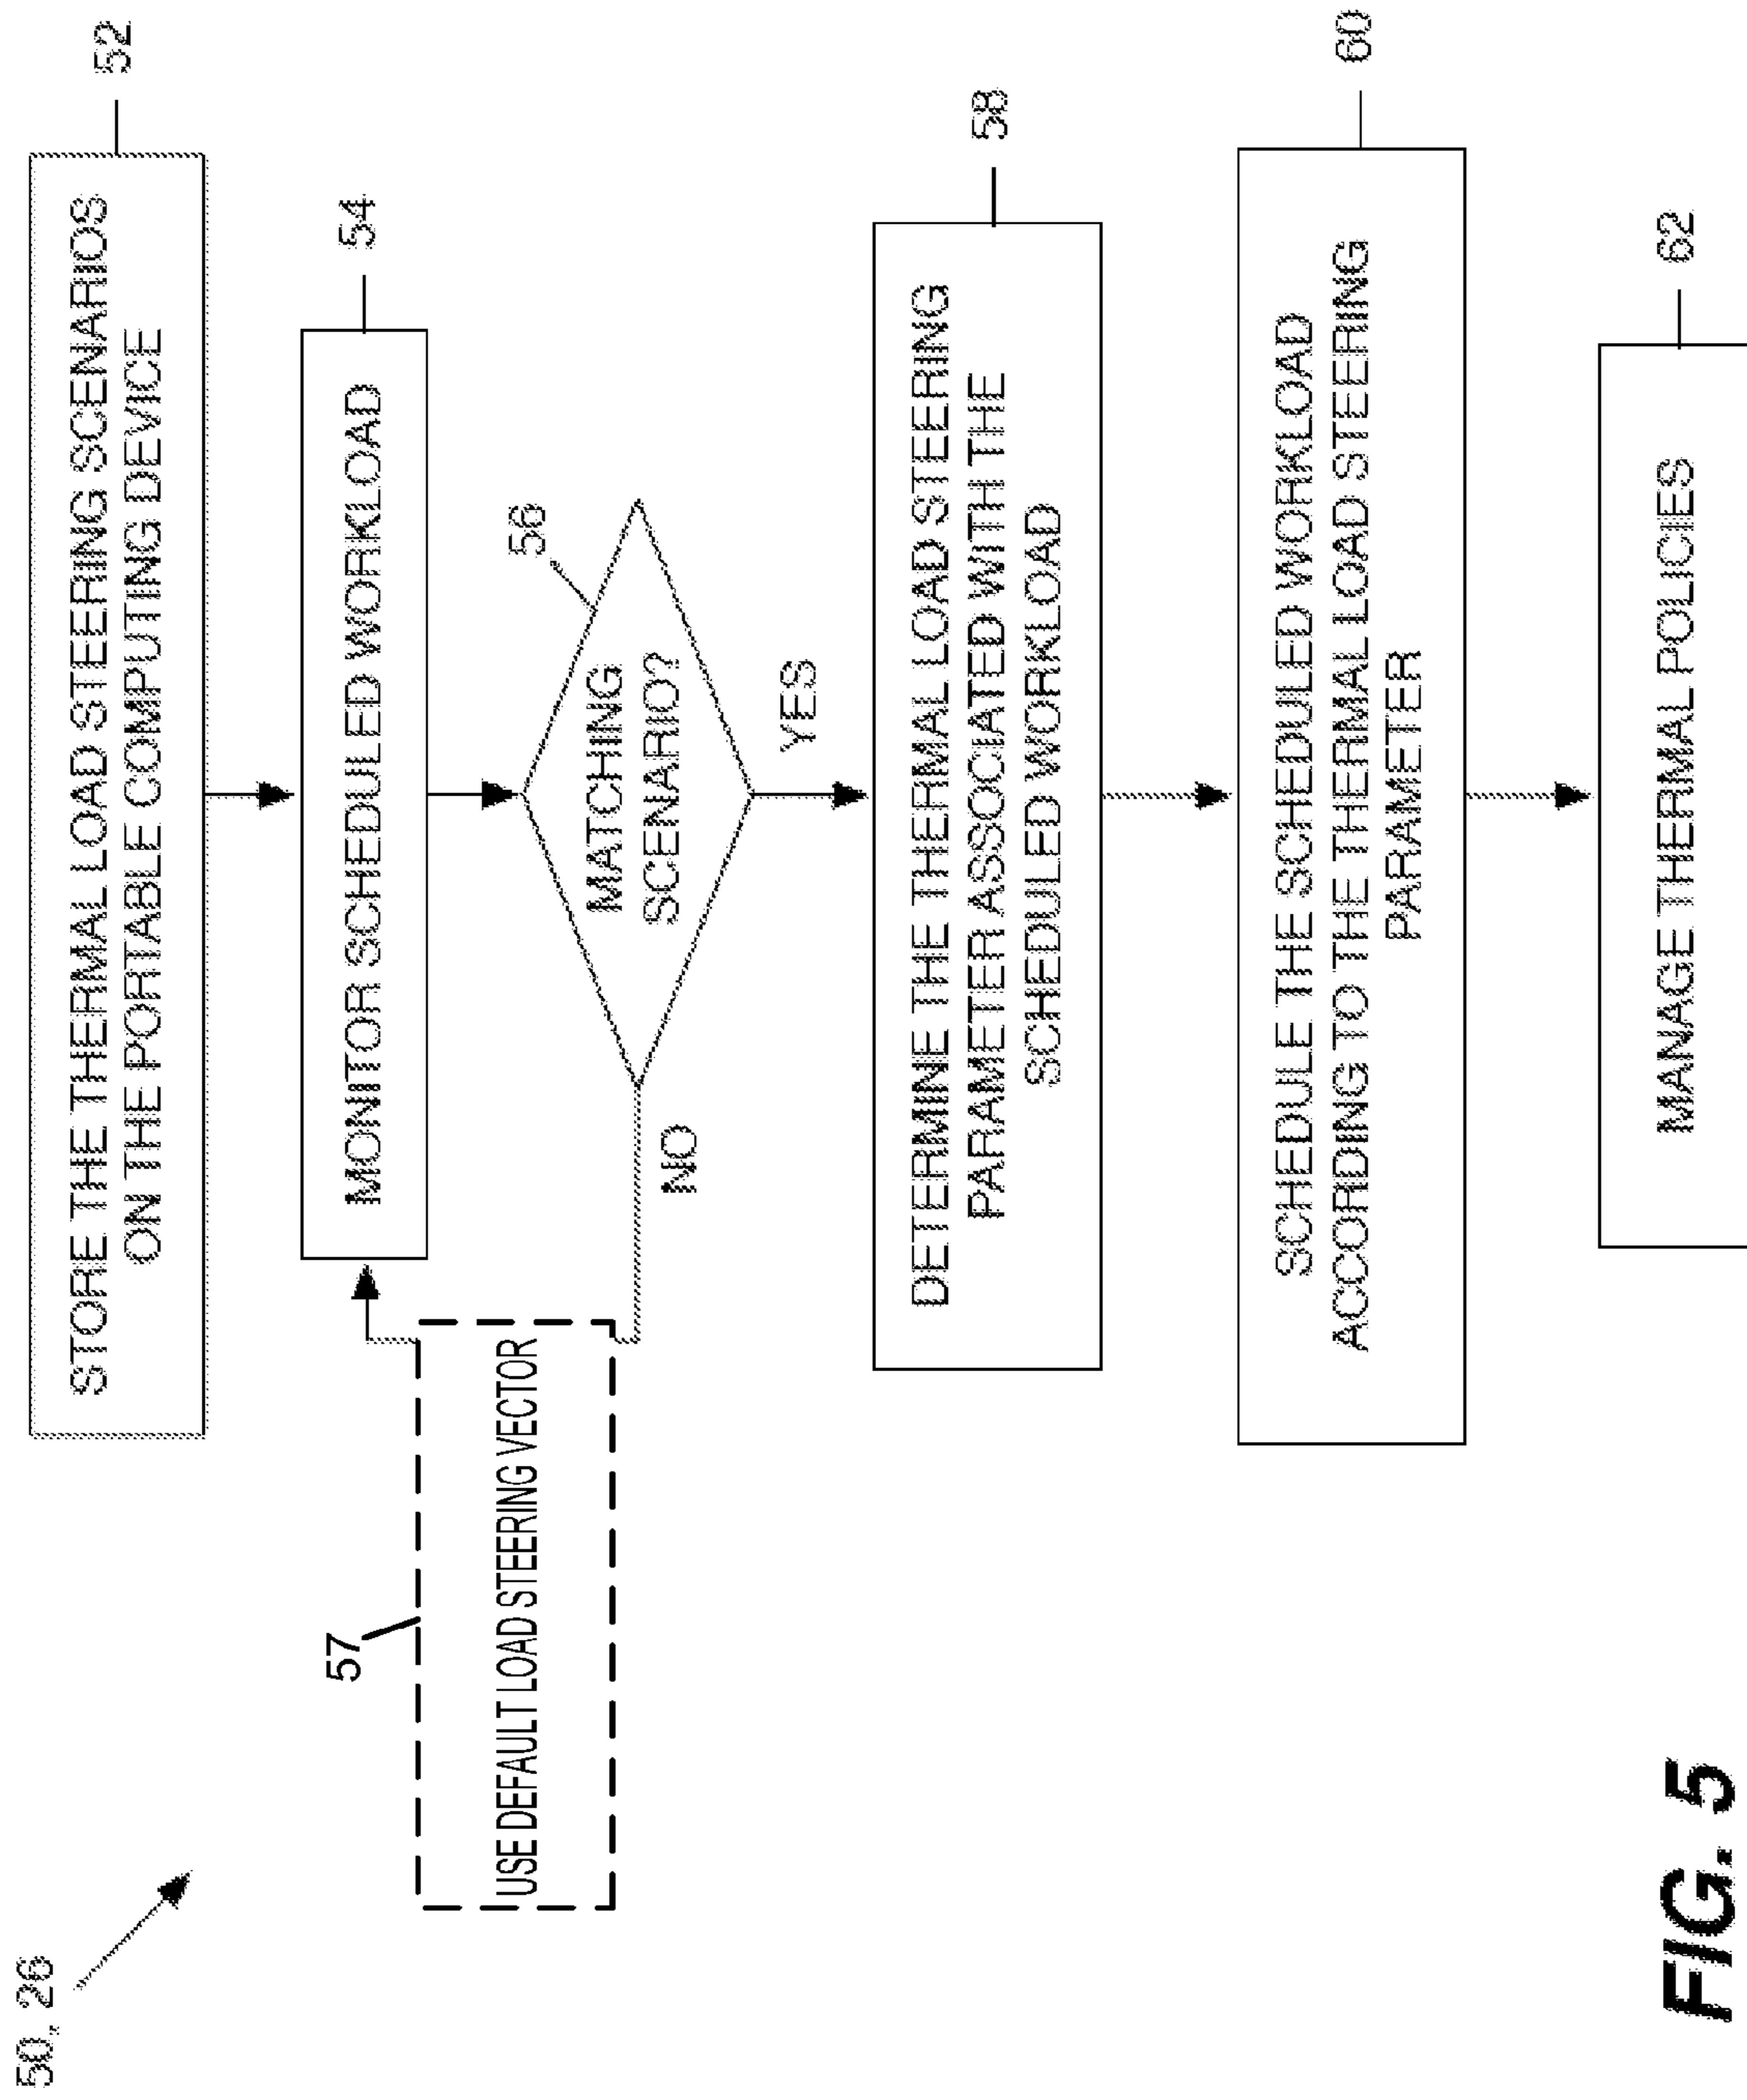 50, 26
STORE THE THERMAL LOAD STEERING SCENARIOS
ON THE PORTABLE COMPUTING DEVICE
52
MONITOR SCHEDULED WORKLOAD
54
MATCHING
SCENARIO?
56
NO
YES
57
USE DEFAULT LOAD STEERING VECTOR
DETERMINE THE THERMAL LOAD STEERING
PARAMETER ASSOCIATED WITH THE
SCHEDULED WORKLOAD
58
SCHEDULE THE SCHEDULED WORKLOAD
ACCORDING TO THE THERMAL LOAD STEERING
PARAMETER
60
MANAGE THERMAL POLICIES
62
FIG. 5